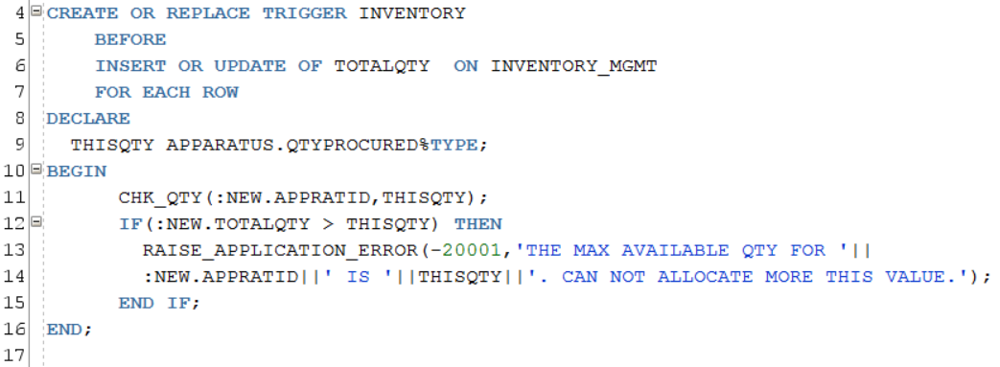 4 CREATE OR REPLACE TRIGGER INVENTORY
5 BEFORE
6 INSERT OR UPDATE OF TOTALQTY  ON INVENTORY_MGMT
7 FOR EACH ROW
8 DECLARE
9 THISQTY APPARATUS.QTYPROCURED%TYPE;
10 BEGIN
11 CHK_QTY(:NEW.APPRATID,THISQTY);
12 IF(:NEW.TOTALQTY > THISQTY) THEN
13 RAISE_APPLICATION_ERROR(-20001,'THE MAX AVAILABLE QTY FOR '||
14 :NEW.APPRATID||' IS '||THISQTY||'. CAN NOT ALLOCATE MORE THIS VALUE.');
15 END IF;
16 END;
17